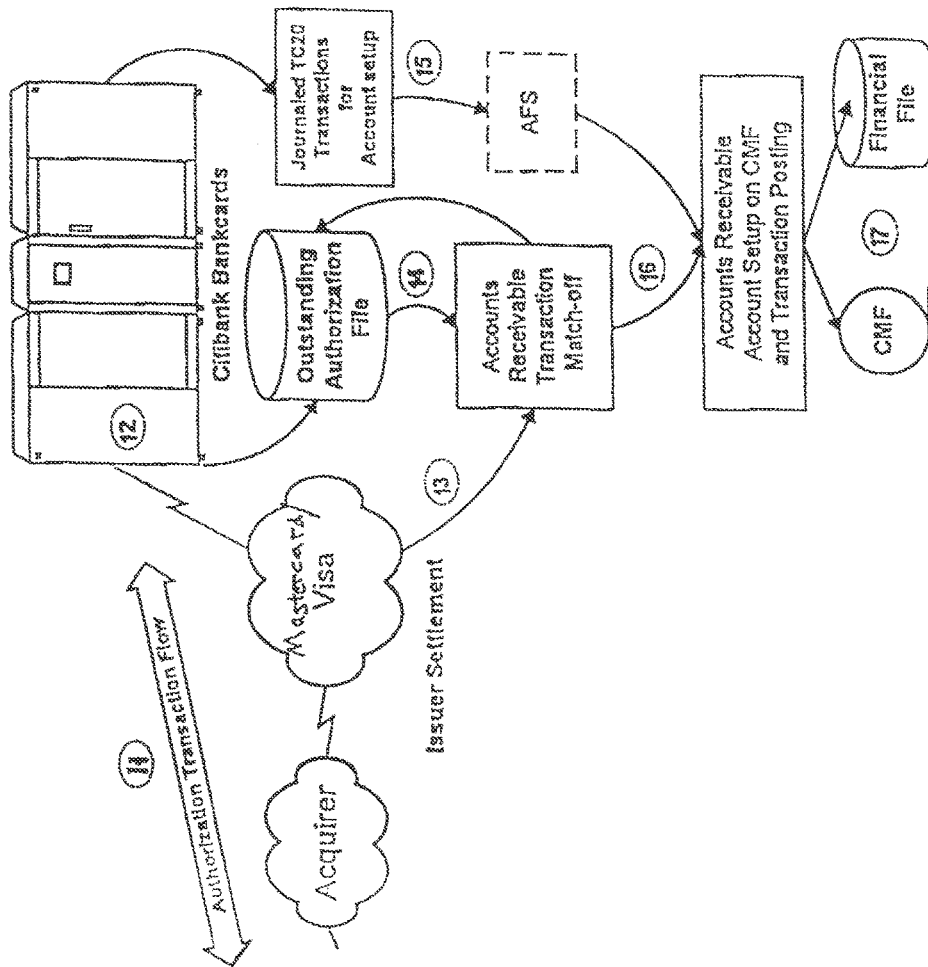 11
Authorization Transaction Flow
Acquirer
Mastercard/
Visa
Issuer Settlement
12
Citibank Bankcards
13
Outstanding
Authorization
File
14
Accounts
Receivable
Transaction
Match-off
Journaled TC20
Transactions
for
Account setup
15
AFS
16
Accounts Receivable
Account Setup on CMF
and Transaction Posting
17
CMF
Financial
File